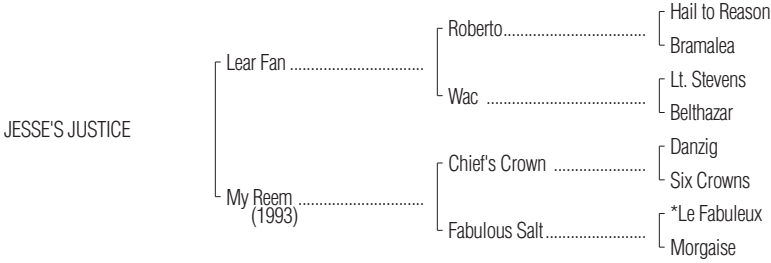 Hail to Reason
Roberto..............................
Bramalea
Lear Fan ............................
Lt. Stevens
Wac .................................
Belthazar
JESSE'S JUSTICE
Danzig
Chief's Crown ...................
Six Crowns
My Reem ..........................
(1993)
*Le Fabuleux
Fabulous Salt.....................
Morgaise